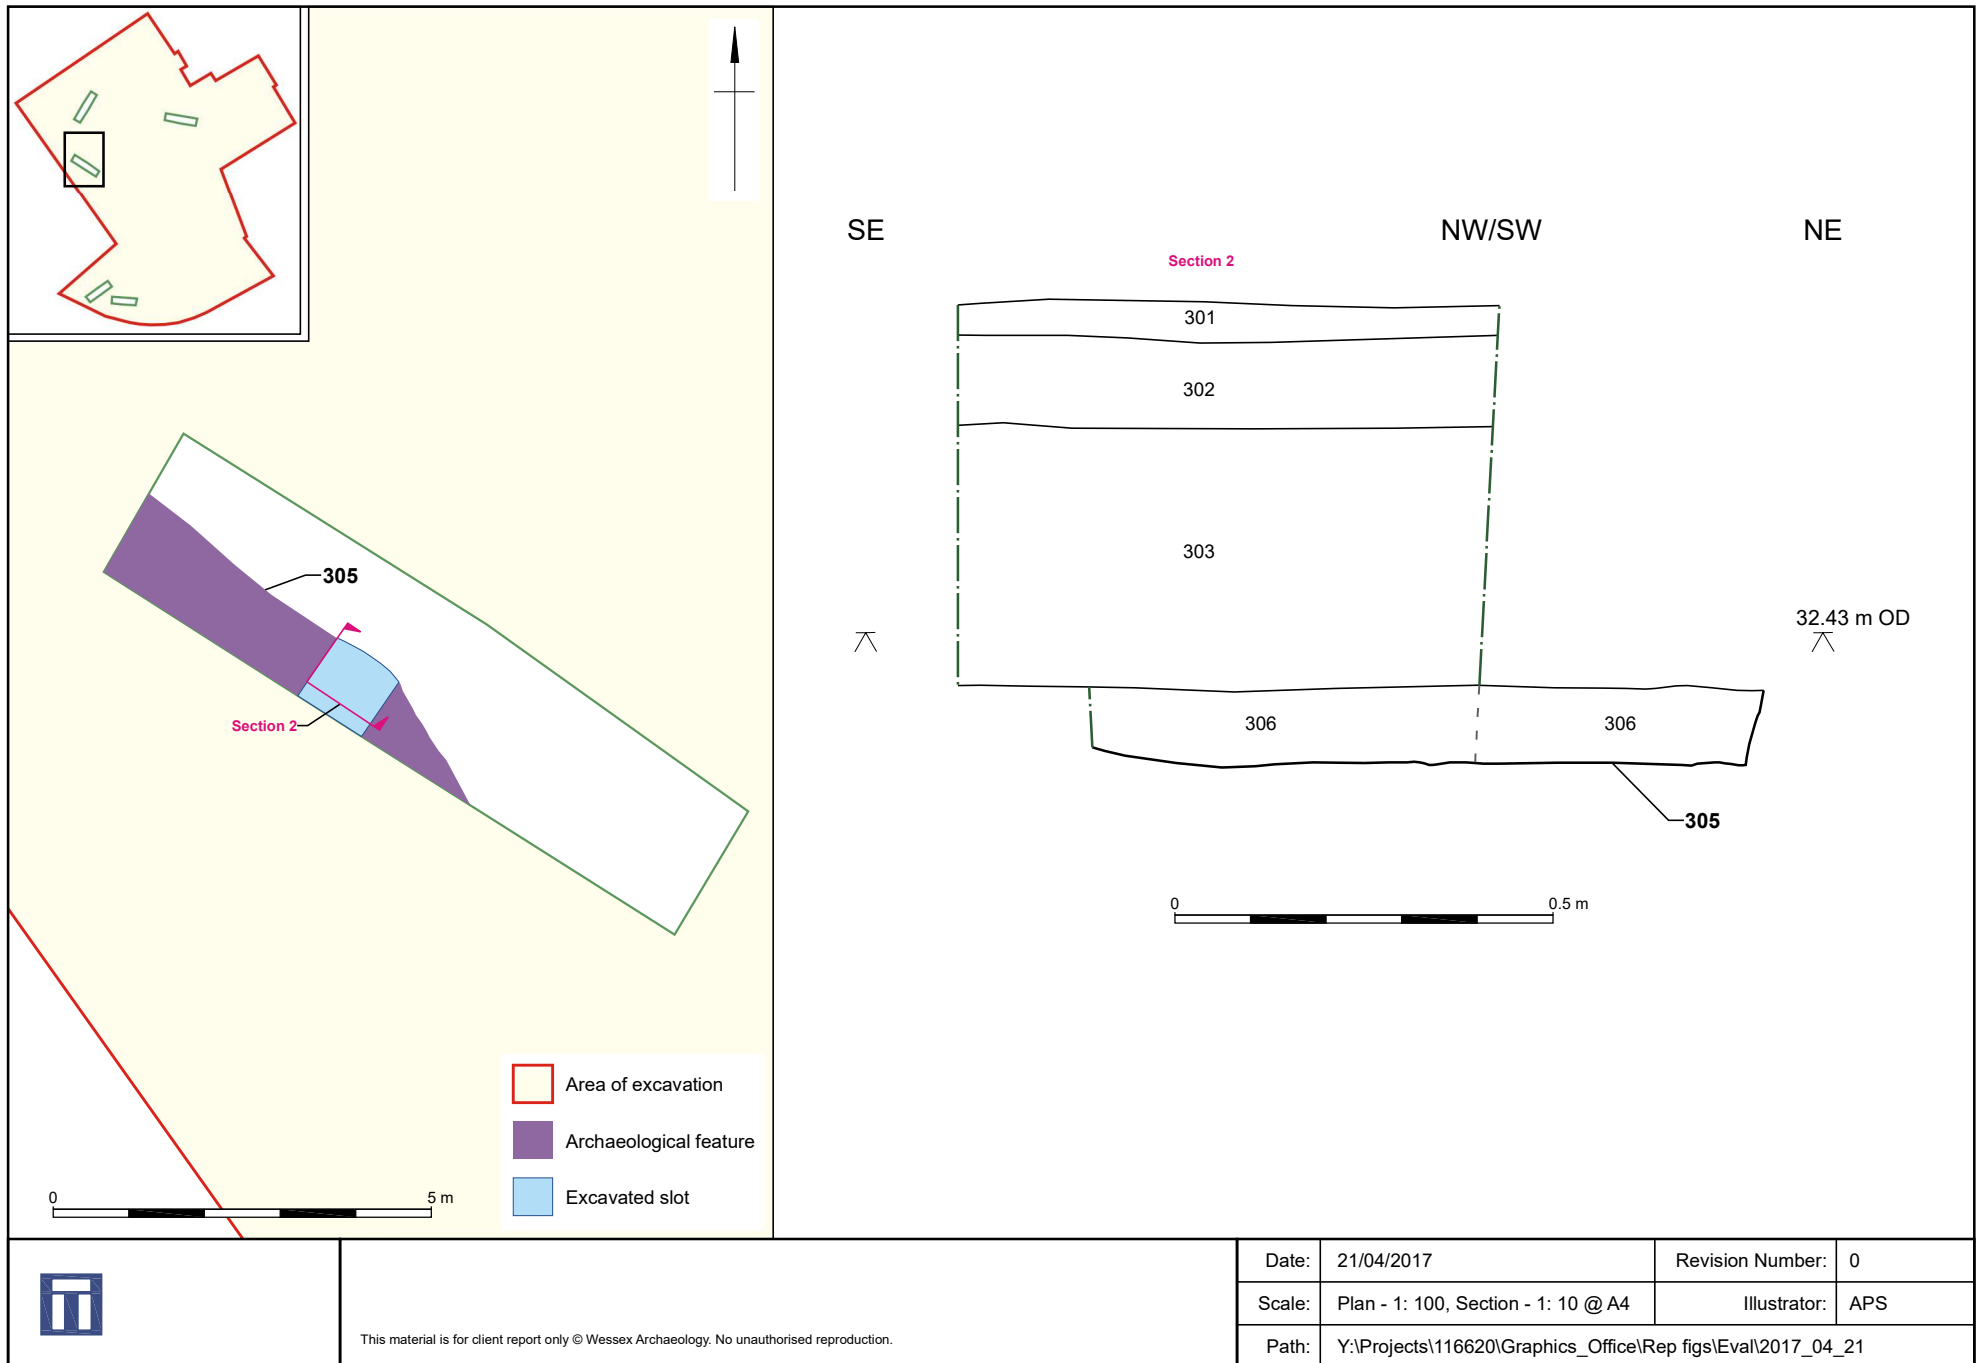 305
Section 2
Area of excavation
Archaeological feature
Excavated slot
0 5 m
SE NW/SW NE
Section 2
301
302
303
32.43 m OD
306 306
305
0 0.5 m
This material is for client report only © Wessex Archaeology. No unauthorised reproduction.
Date: 21/04/2017 Revision Number: 0
Scale: Plan - 1: 100, Section - 1: 10 @ A4 Illustrator: APS
Path: Y:\Projects\116620\Graphics_Office\Rep figs\Eval\2017_04_21